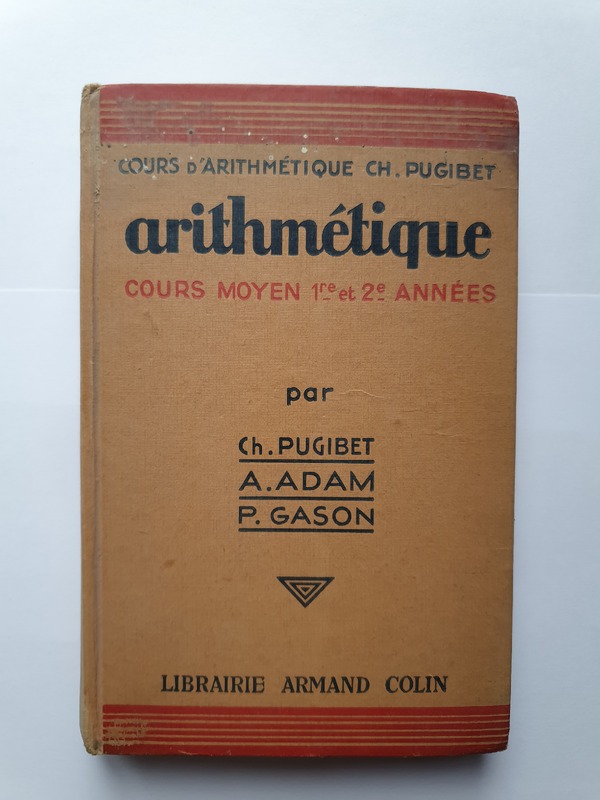 COURS D'ARITHMÉTIQUE CH. PUGIBET
arithmétique
COURS MOYEN 1re et 2e ANNÉES
par
Ch. PUGIBET
A. ADAM
P. GASON
LIBRAIRIE ARMAND COLIN